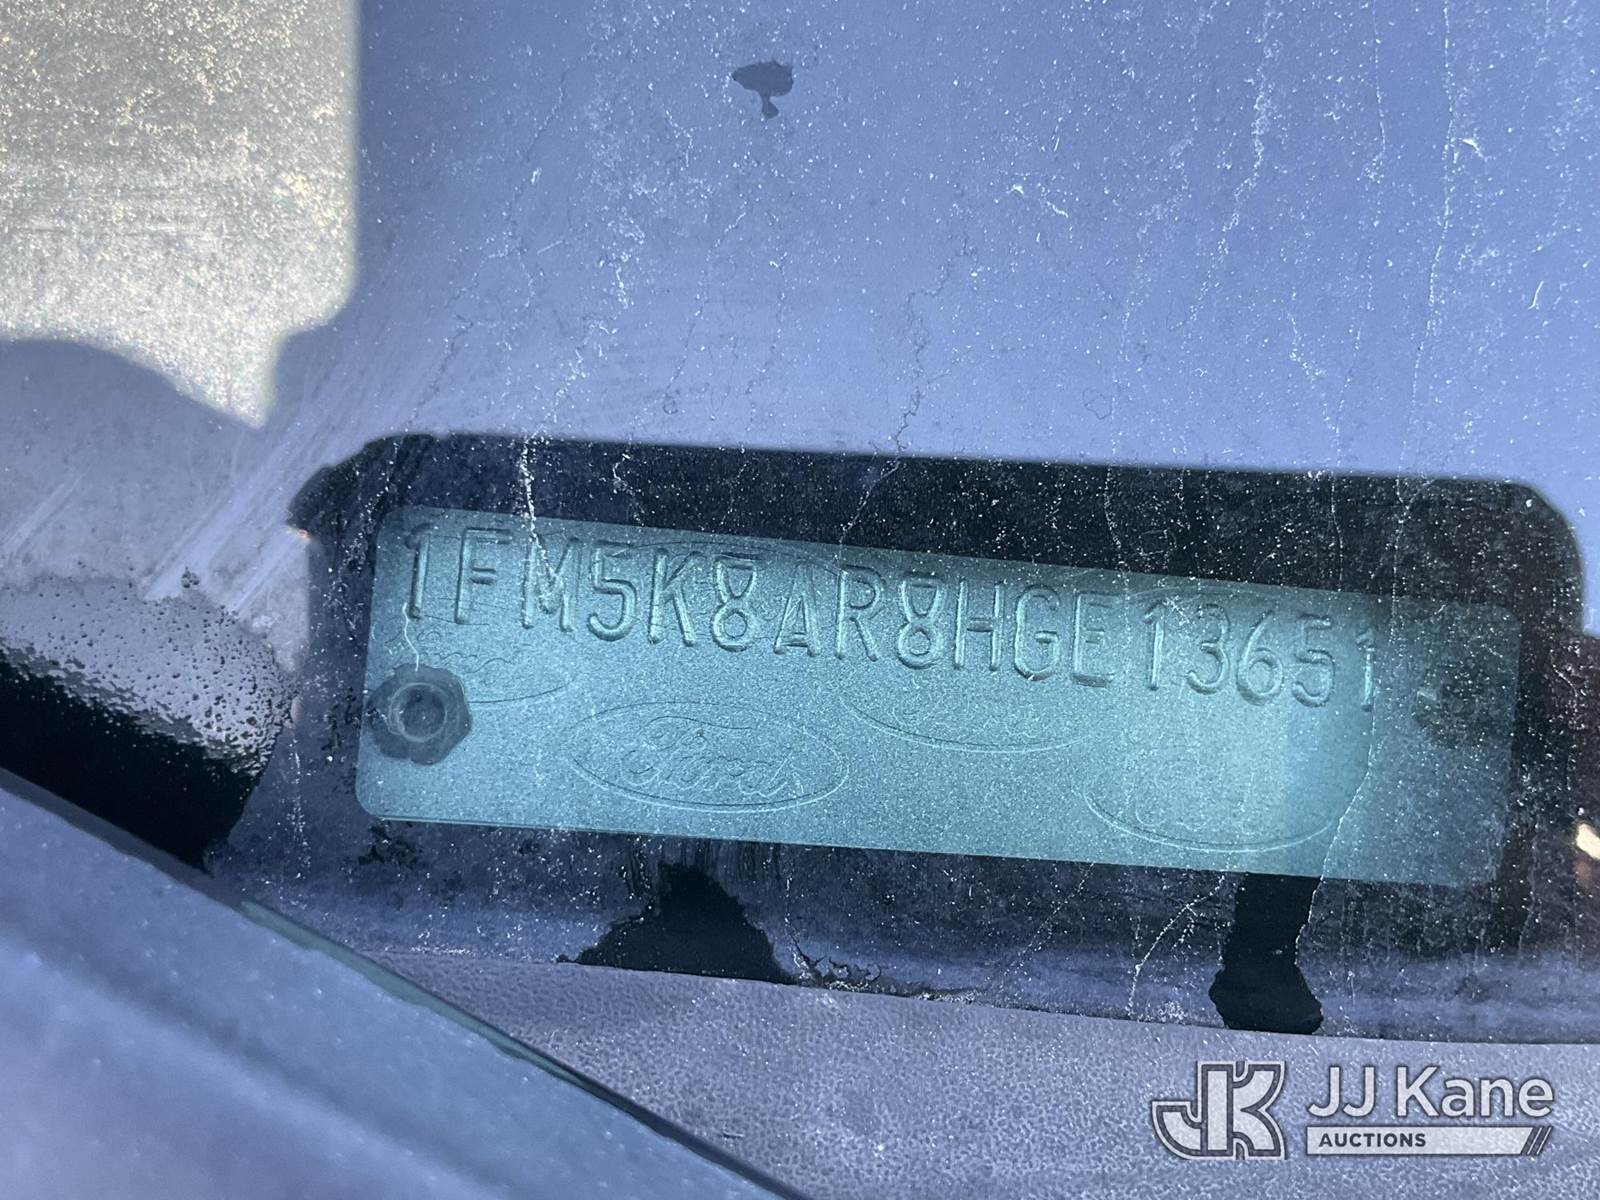 1FM5K8AR8HGE13651
Ford
JJ Kane
AUCTIONS